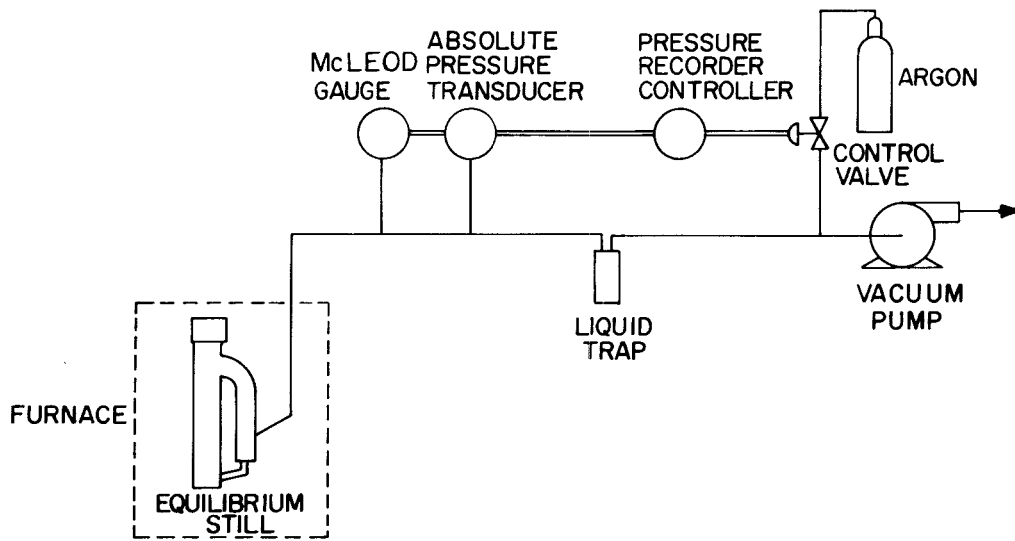 McLEOD
GAUGE
ABSOLUTE
PRESSURE
TRANSDUCER
PRESSURE
RECORDER
CONTROLLER
ARGON
CONTROL
VALVE
VACUUM
PUMP
LIQUID
TRAP
FURNACE
EQUILIBRIUM
STILL